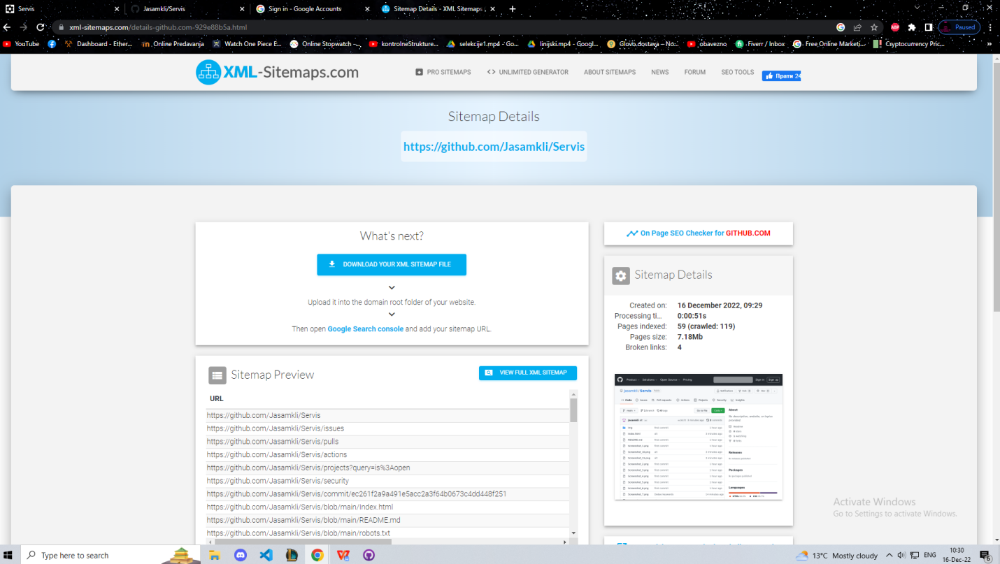 Servis
Jasamkli/Servis
Sign in - Google Accounts
Sitemap Details - XML Sitemaps
xml-sitemaps.com/details-github.com-929e88b5a.html
ABP
Paused
YouTube
Dashboard - Ether...
Online Predavanja
Watch One Piece E...
Online Stopwatch -...
kontrolneStrukture...
selekcije1.mp4 - Go...
linijski.mp4 - Googl...
Glovo dostava – No...
obavezno
Fiverr / Inbox
Free Online Marketi...
Cryptocurrency Pric...
XML-Sitemaps.com
PRO SITEMAPS
UNLIMITED GENERATOR
ABOUT SITEMAPS
NEWS
FORUM
SEO TOOLS
Прати 24
Sitemap Details
https://github.com/Jasamkli/Servis
What's next?
DOWNLOAD YOUR XML SITEMAP FILE
Upload it into the domain root folder of your website.
Then open Google Search console and add your sitemap URL.
On Page SEO Checker for GITHUB.COM
Sitemap Details
Created on: 16 December 2022, 09:29
Processing ti... 0:00:51s
Pages indexed: 59 (crawled: 119)
Pages size: 7.18Mb
Broken links: 4
Sitemap Preview
VIEW FULL XML SITEMAP
URL
https://github.com/Jasamkli/Servis
https://github.com/Jasamkli/Servis/issues
https://github.com/Jasamkli/Servis/pulls
https://github.com/Jasamkli/Servis/actions
https://github.com/Jasamkli/Servis/projects?query=is%3Aopen
https://github.com/Jasamkli/Servis/security
https://github.com/Jasamkli/Servis/commit/ec261f2a9a491e5acc2a3f64b0673c4dd448f251
https://github.com/Jasamkli/Servis/blob/main/Index.html
https://github.com/Jasamkli/Servis/blob/main/README.md
https://github.com/Jasamkli/Servis/blob/main/robots.txt
Activate Windows
Go to Settings to activate Windows.
Type here to search
13°C Mostly cloudy
ENG
10:30
16-Dec-22
6